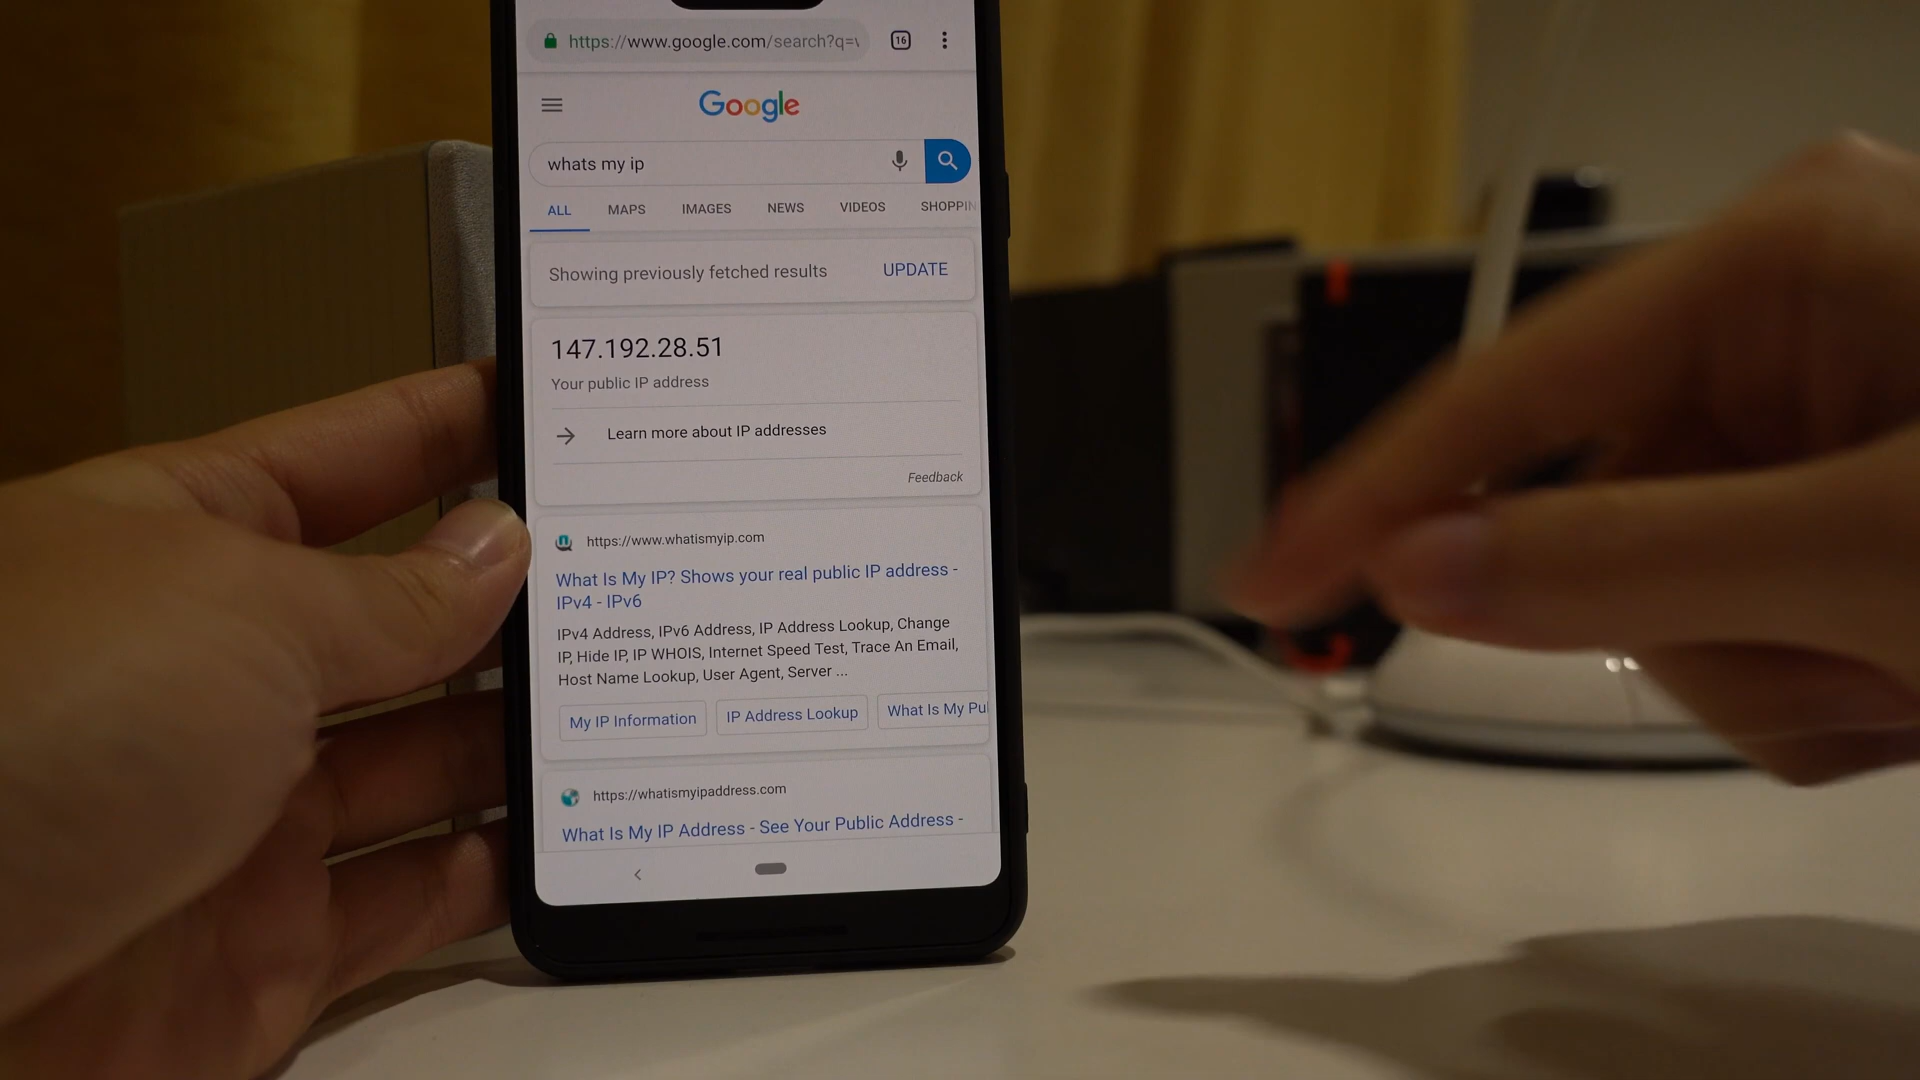 https://www.google.com/search?q=
16
Google
whats my ip
ALL MAPS IMAGES NEWS VIDEOS SHOPPIN
Showing previously fetched results UPDATE
147.192.28.51
Your public IP address
Learn more about IP addresses
Feedback
https://www.whatismyip.com
What Is My IP? Shows your real public IP address -
IPv4 - IPv6
IPv4 Address, IPv6 Address, IP Address Lookup, Change
IP, Hide IP, IP WHOIS, Internet Speed Test, Trace An Email,
Host Name Lookup, User Agent, Server ...
My IP Information IP Address Lookup What Is My Pu
https://whatismyipaddress.com
What Is My IP Address - See Your Public Address -